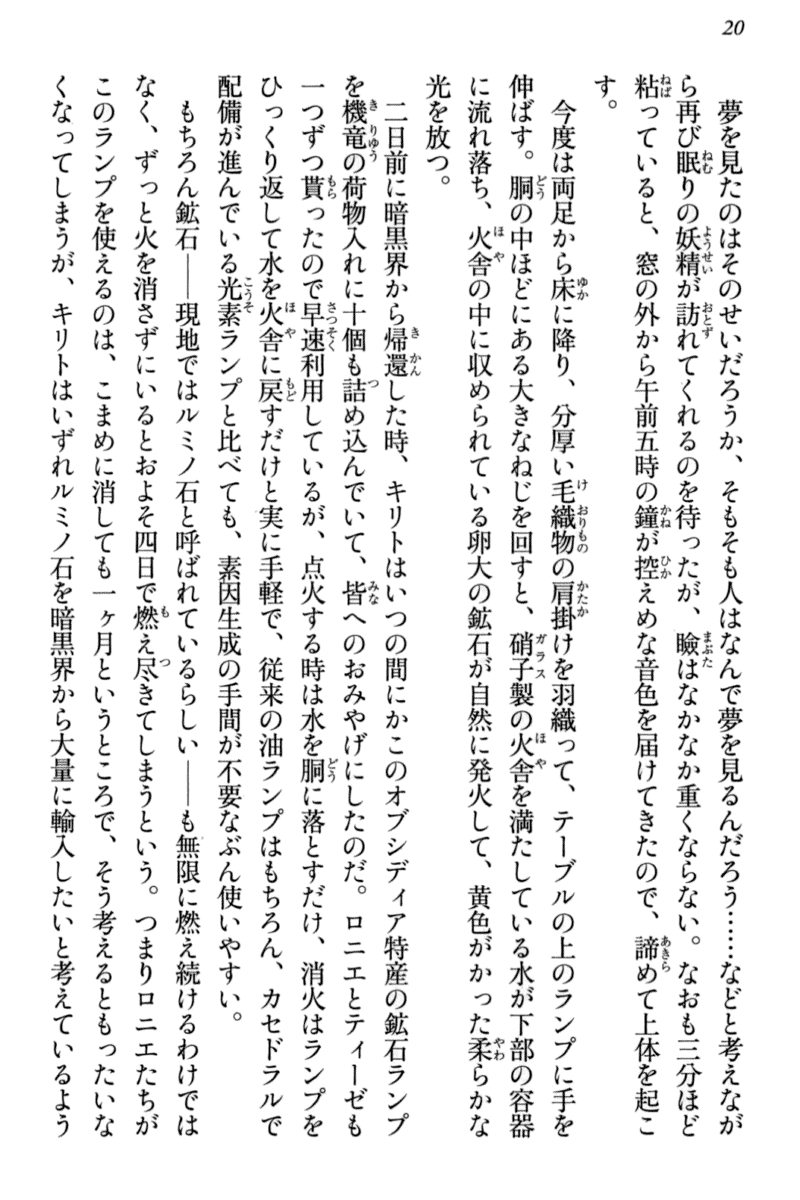 20
　夢を見たのはそのせいだろうか、そもそも人はなんで夢を見るんだろう……などと考えなが
ら再び眠りの妖精が訪れてくれるのを待ったが、瞼はなかなか重くならない。なおも三分ほど
粘っていると、窓の外から午前五時の鐘が控えめな音色を届けてきたので、諦めて上体を起こ
す。
　今度は両足から床に降り、分厚い毛織物の肩掛けを羽織って、テーブルの上のランプに手を
伸ばす。胴の中ほどにある大きなねじを回すと、硝子製の火舎を満たしている水が下部の容器
に流れ落ち、火舎の中に収められている卵大の鉱石が自然に発火して、黄色がかった柔らかな
光を放つ。
　二日前に暗黒界から帰還した時、キリトはいつの間にかこのオブシディア特産の鉱石ランプ
を機竜の荷物入れに十個も詰め込んでいて、皆へのおみやげにしたのだ。ロニエとティーゼも
一つずつ貰ったので早速利用しているが、点火する時は水を胴に落とすだけ、消火はランプを
ひっくり返して水を火舎に戻すだけと実に手軽で、従来の油ランプはもちろん、カセドラルで
配備が進んでいる光素ランプと比べても、素因生成の手間が不要なぶん使いやすい。
　もちろん鉱石――現地ではルミノ石と呼ばれているらしい――も無限に燃え続けるわけでは
なく、ずっと火を消さずにいるとおよそ四日で燃え尽きてしまうという。つまりロニエたちが
このランプを使えるのは、こまめに消しても一ヶ月というところで、そう考えるともったいな
くなってしまうが、キリトはいずれルミノ石を暗黒界から大量に輸入したいと考えているよう